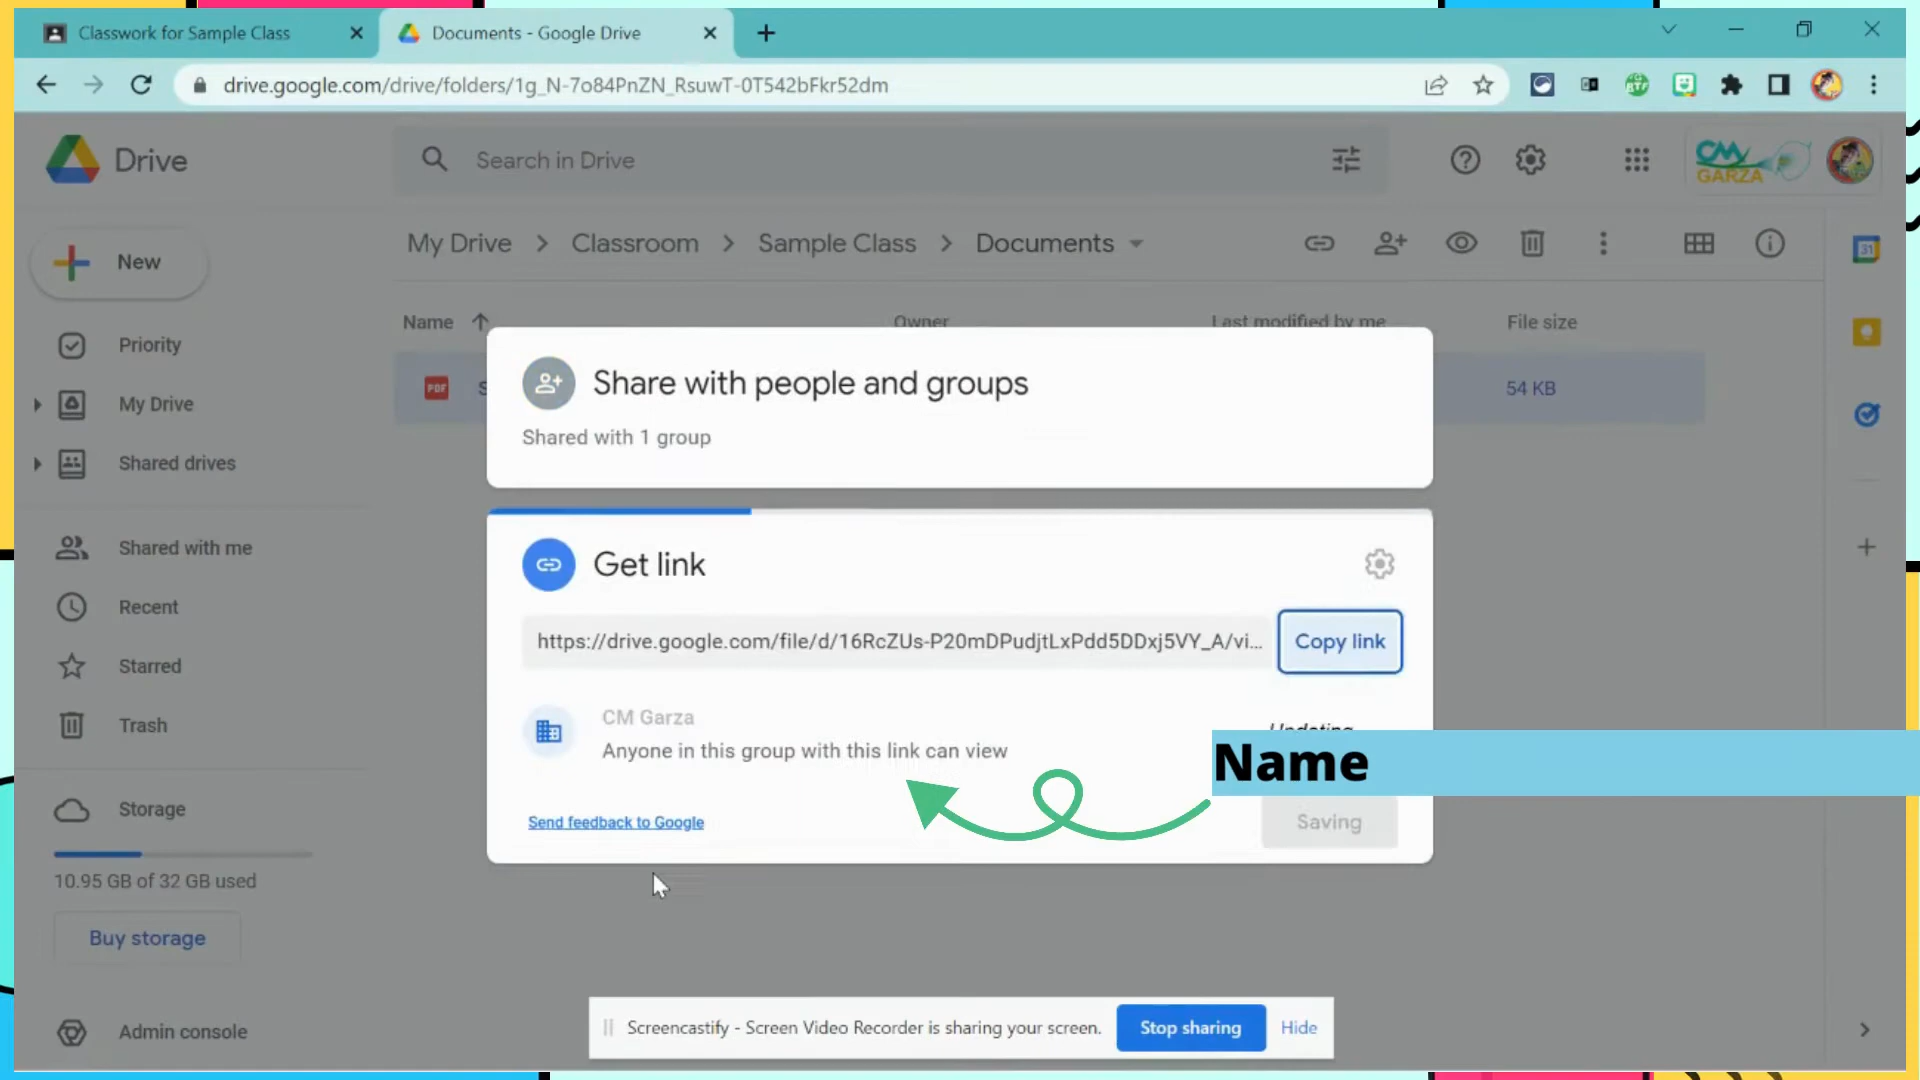 Classwork for Sample Class
Documents - Google Drive
drive.google.com/drive/folders/1g_N-7o84PnZN_RsuwT-0T542bFkr52dm
Drive
Search in Drive
CM
GARZA
New
My Drive > Classroom > Sample Class > Documents
31
Name
Owner
Last modified by me
File size
Priority
PDF
S
54 KB
Share with people and groups
Shared with 1 group
My Drive
Shared drives
Get link
Shared with me
https://drive.google.com/file/d/16RcZUs-P20mDPudjtLxPdd5DDxj5VY_A/vi...
Copy link
Recent
Starred
CM Garza
Updating
Anyone in this group with this link can view
Name
Trash
Send feedback to Google
Saving
Storage
10.95 GB of 32 GB used
Buy storage
Screencastify - Screen Video Recorder is sharing your screen.
Stop sharing
Hide
Admin console